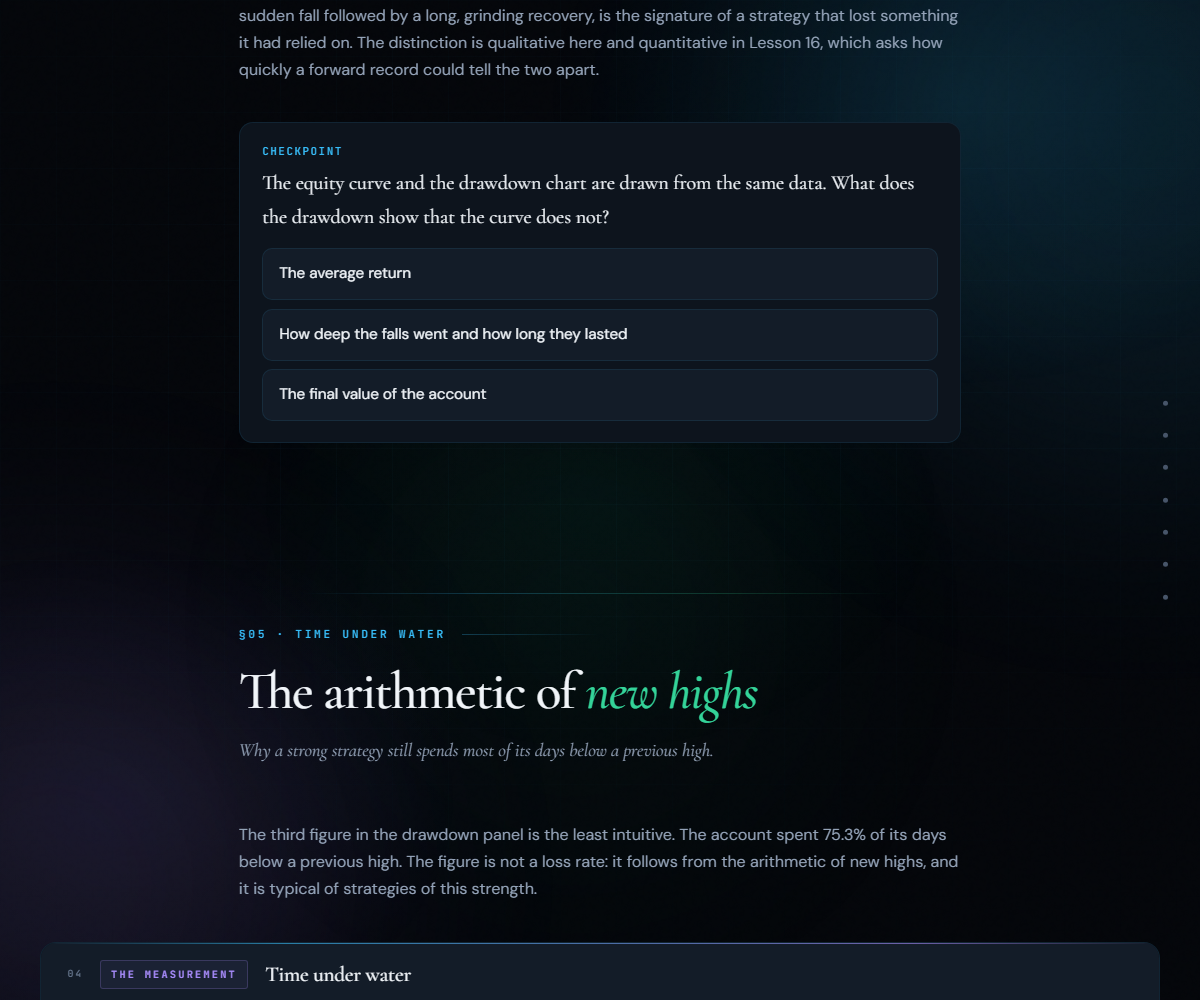 sudden fall followed by a long, grinding recovery, is the signature of a strategy that lost something
it had relied on. The distinction is qualitative here and quantitative in Lesson 16, which asks how
quickly a forward record could tell the two apart.
CHECKPOINT
The equity curve and the drawdown chart are drawn from the same data. What does
the drawdown show that the curve does not?
The average return
How deep the falls went and how long they lasted
The final value of the account
§05 · TIME UNDER WATER
The arithmetic of new highs
Why a strong strategy still spends most of its days below a previous high.
The third figure in the drawdown panel is the least intuitive. The account spent 75.3% of its days
below a previous high. The figure is not a loss rate: it follows from the arithmetic of new highs, and
it is typical of strategies of this strength.
04 THE MEASUREMENT Time under water